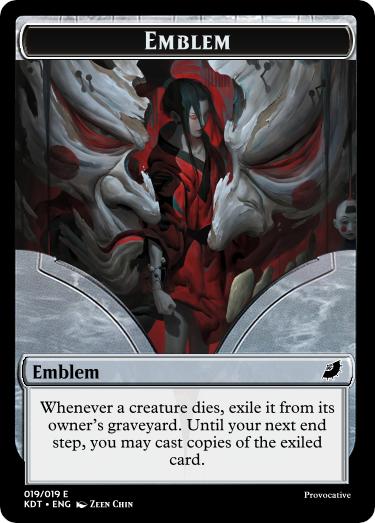 EMBLEM
Emblem
Whenever a creature dies, exile it from its
owner's graveyard. Until your next end
step, you may cast copies of the exiled
card.
019/019 E
KDT • ENG ZEEN CHIN
Provocative